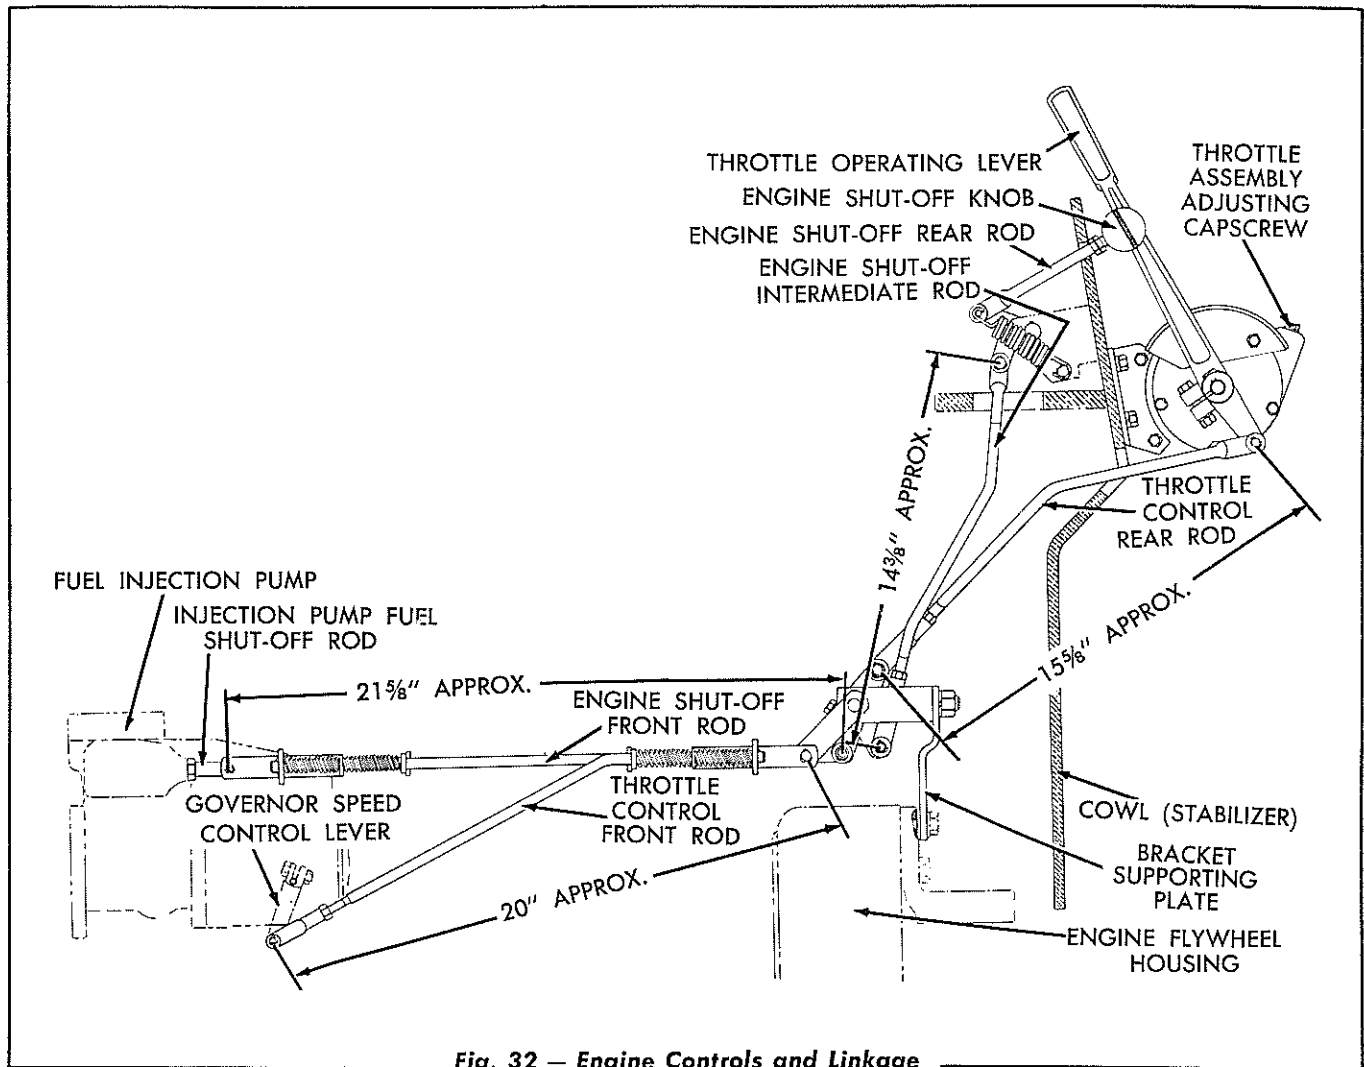 THROTTLE OPERATING LEVER
ENGINE SHUT-OFF KNOB
ENGINE SHUT-OFF REAR ROD
ENGINE SHUT-OFF
INTERMEDIATE ROD
THROTTLE
ASSEMBLY
ADJUSTING
CAPSCREW
14⅜" APPROX.
THROTTLE
CONTROL
REAR ROD
15⅝" APPROX.
FUEL INJECTION PUMP
INJECTION PUMP FUEL
SHUT-OFF ROD
21⅝" APPROX.
ENGINE SHUT-OFF
FRONT ROD
GOVERNOR SPEED
CONTROL LEVER
THROTTLE
CONTROL
FRONT ROD
20" APPROX.
COWL (STABILIZER)
BRACKET
SUPPORTING
PLATE
ENGINE FLYWHEEL
HOUSING
Fig. 32 — Engine Controls and Linkage